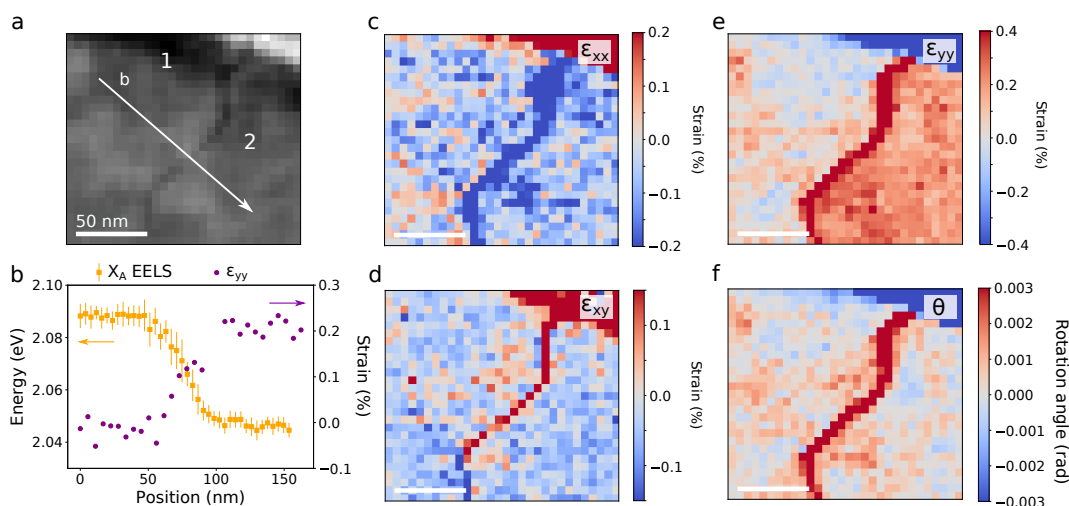 a
1
b
2
50 nm
b
X_A EELS
ε_yy
2.10
2.08
2.06
2.04
Energy (eV)
0.3
0.2
0.1
0.0
−0.1
Strain (%)
0
50
100
150
Position (nm)
c
ε_xx
0.2
0.1
0.0
−0.1
−0.2
Strain (%)
d
ε_xy
0.1
0.0
−0.1
Strain (%)
e
ε_yy
0.4
0.2
0.0
−0.2
−0.4
Strain (%)
f
θ
0.003
0.002
0.001
0.000
−0.001
−0.002
−0.003
Rotation angle (rad)